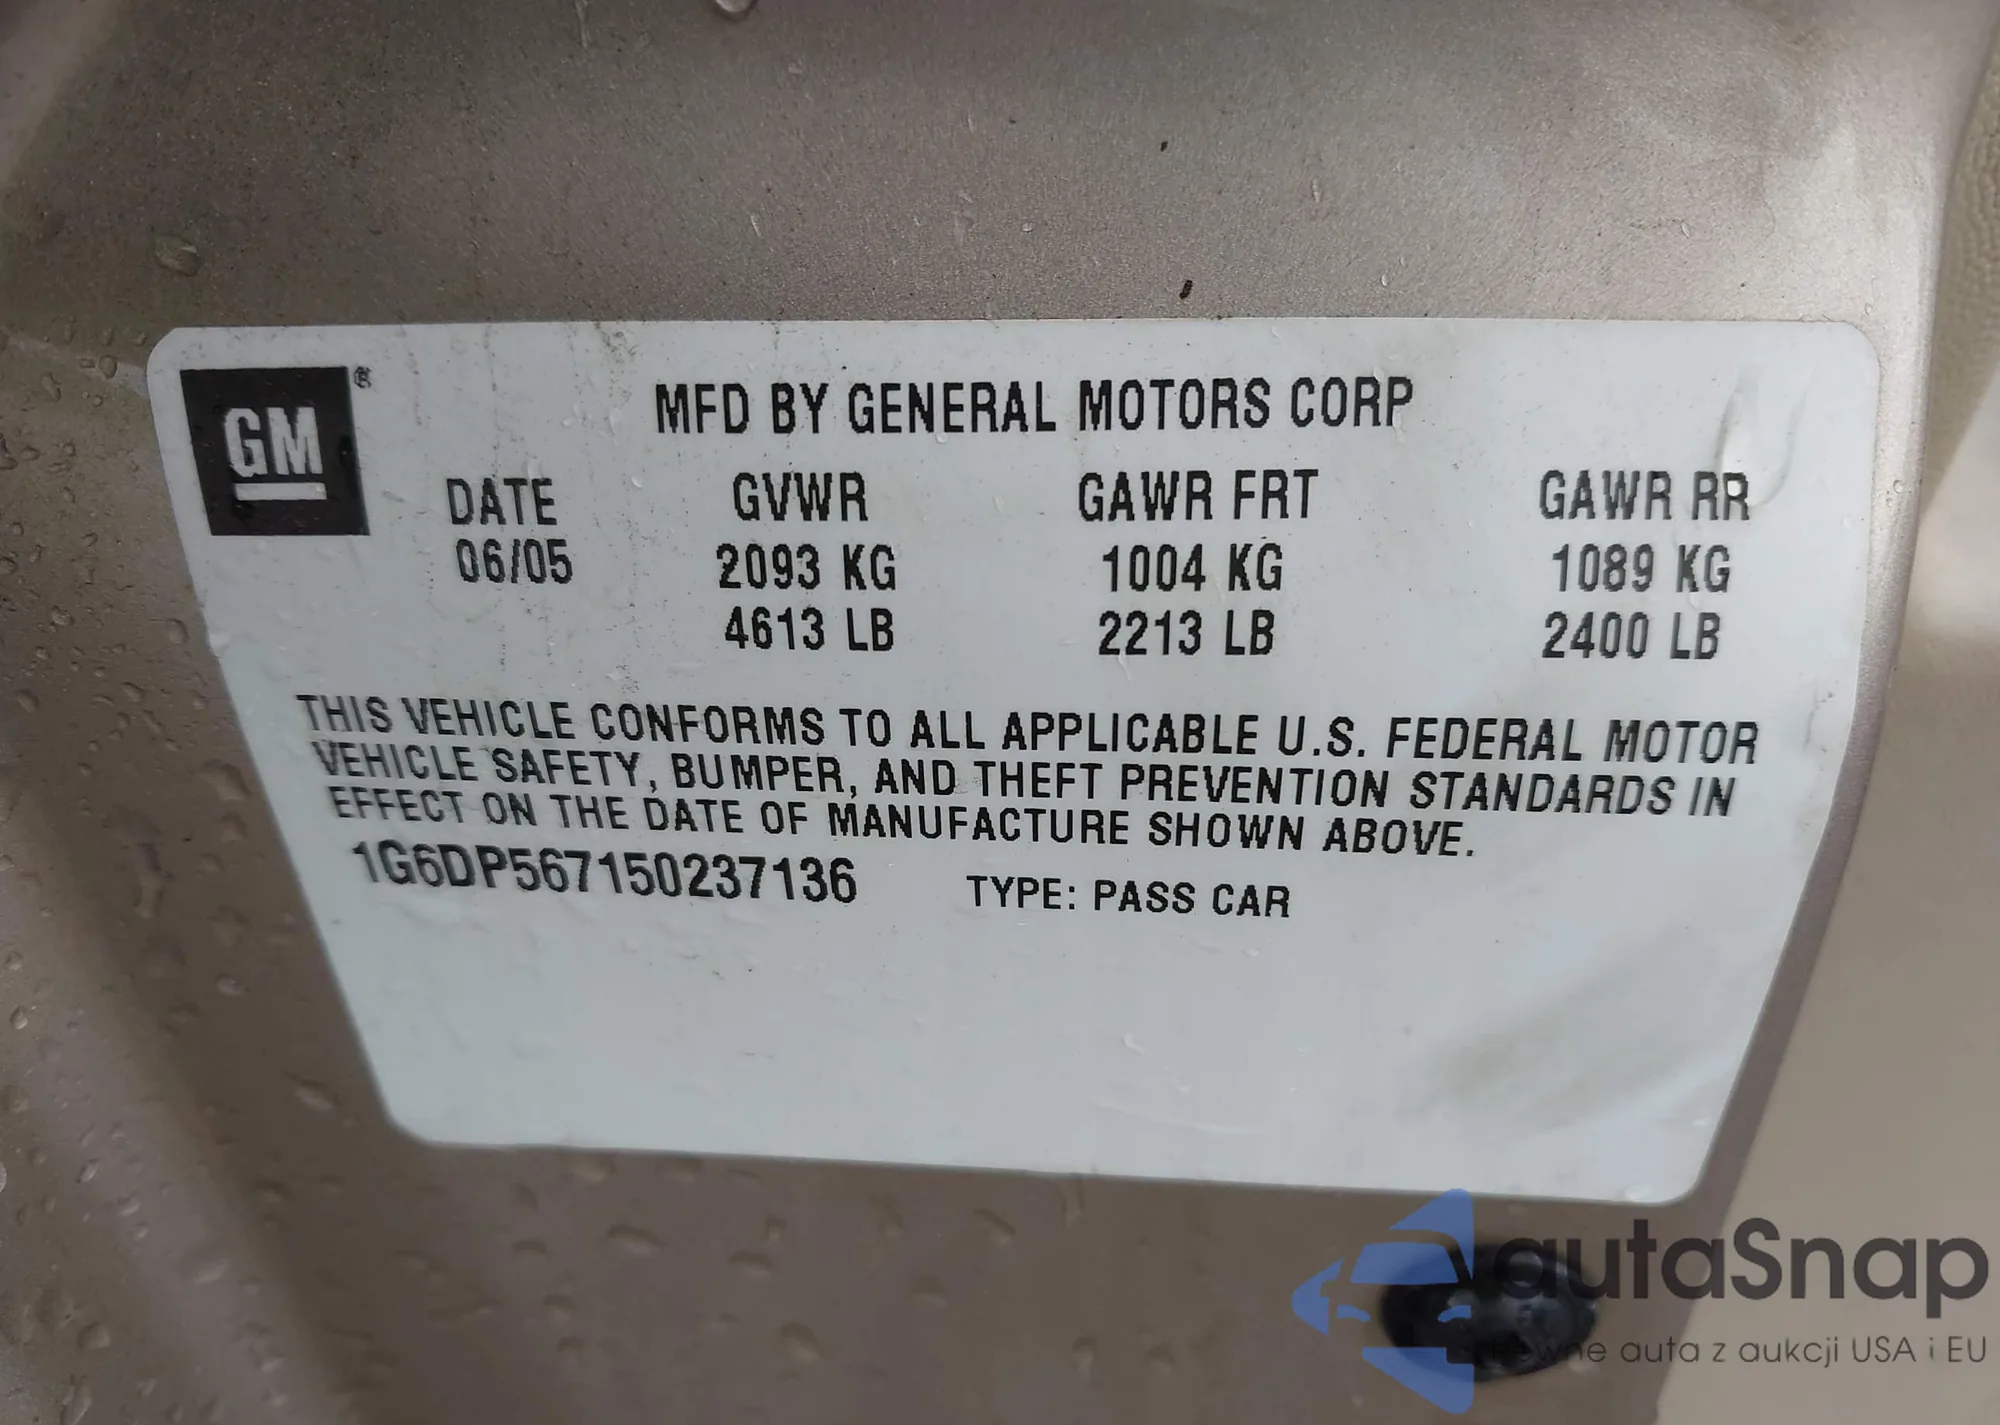 GM ®
MFD BY GENERAL MOTORS CORP
DATE GVWR GAWR FRT GAWR RR
06/05 2093 KG 1004 KG 1089 KG
4613 LB 2213 LB 2400 LB
THIS VEHICLE CONFORMS TO ALL APPLICABLE U.S. FEDERAL MOTOR
VEHICLE SAFETY, BUMPER, AND THEFT PREVENTION STANDARDS IN
EFFECT ON THE DATE OF MANUFACTURE SHOWN ABOVE.
1G6DP567150237136 TYPE: PASS CAR
autaSnap
auta z aukcji USA i EU